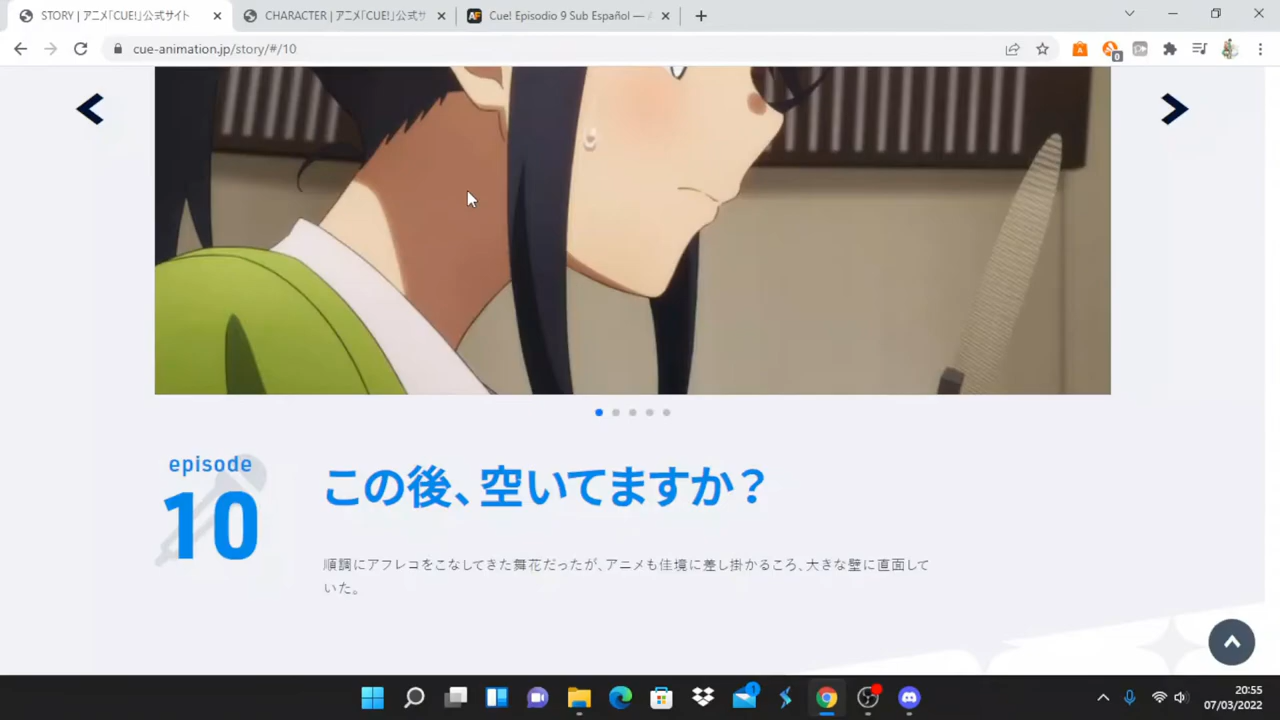 STORY | アニメ「CUE!」公式サイト
CHARACTER | アニメ「CUE!」公式サ
Cue! Episodio 9 Sub Español —
cue-animation.jp/story/#/10
0
episode
10
この後、空いてますか？
順調にアフレコをこなしてきた舞花だったが、アニメも佳境に差し掛かるころ、大きな壁に直面して
いた。
1
20:55
07/03/2022